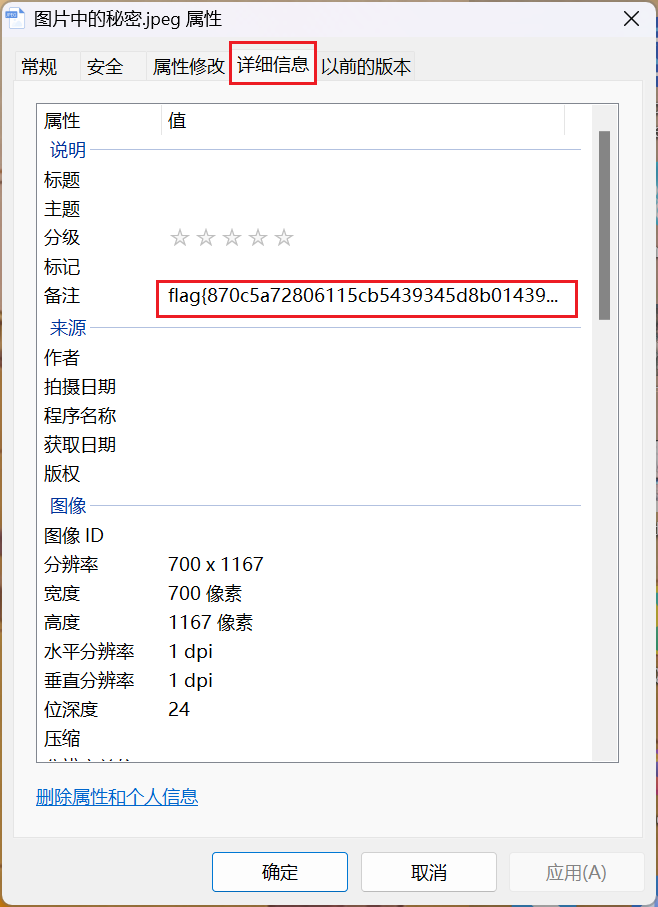 图片中的秘密.jpeg 属性
常规 安全 属性修改 详细信息 以前的版本
属性 值
说明
标题
主题
分级 ☆☆☆☆☆
标记
备注 flag{870c5a72806115cb5439345d8b01439...
来源
作者
拍摄日期
程序名称
获取日期
版权
图像
图像 ID
分辨率 700 x 1167
宽度 700 像素
高度 1167 像素
水平分辨率 1 dpi
垂直分辨率 1 dpi
位深度 24
压缩
删除属性和个人信息
确定 取消 应用(A)